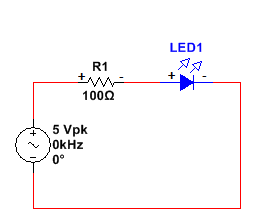 LED1
R1
+ -
+ -
100Ω
+
5 Vpk
0kHz
0°
-